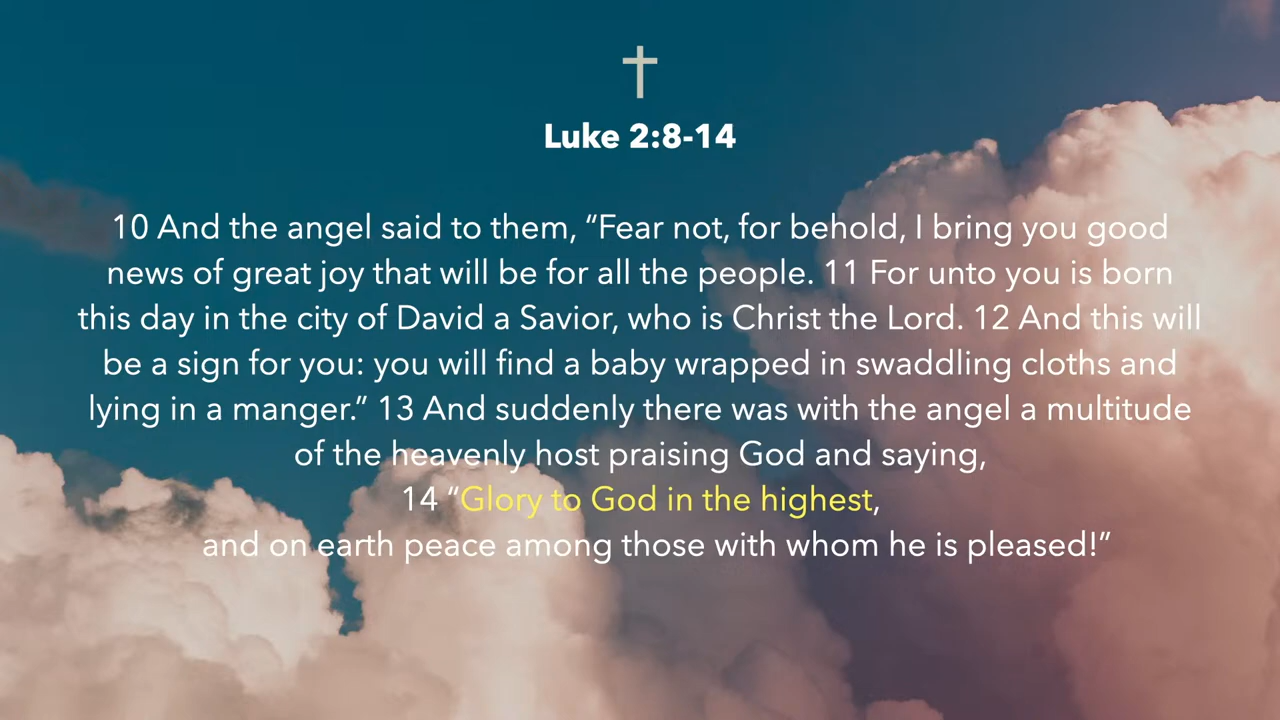 Luke 2:8-14
10 And the angel said to them, “Fear not, for behold, I bring you good
news of great joy that will be for all the people. 11 For unto you is born
this day in the city of David a Savior, who is Christ the Lord. 12 And this will
be a sign for you: you will find a baby wrapped in swaddling cloths and
lying in a manger.” 13 And suddenly there was with the angel a multitude
of the heavenly host praising God and saying,
14 “Glory to God in the highest,
and on earth peace among those with whom he is pleased!”